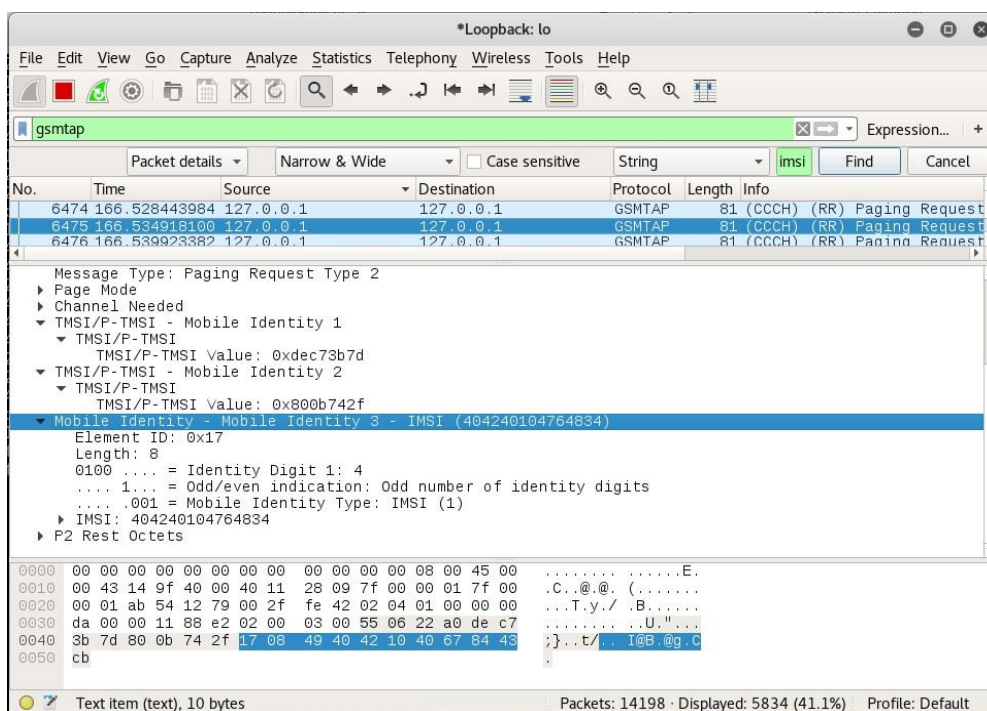 *Loopback: lo
File Edit View Go Capture Analyze Statistics Telephony Wireless Tools Help
gsmtap Expression... +
Packet details Narrow & Wide Case sensitive String imsi Find Cancel
No. Time Source Destination Protocol Length Info
6474 166.528443984 127.0.0.1 127.0.0.1 GSMTAP 81 (CCCH) (RR) Paging Request
6475 166.534918100 127.0.0.1 127.0.0.1 GSMTAP 81 (CCCH) (RR) Paging Request
6476 166.539923382 127.0.0.1 127.0.0.1 GSMTAP 81 (CCCH) (RR) Paging Request
Message Type: Paging Request Type 2
Page Mode
Channel Needed
TMSI/P-TMSI - Mobile Identity 1
TMSI/P-TMSI
TMSI/P-TMSI Value: 0xdec73b7d
TMSI/P-TMSI - Mobile Identity 2
TMSI/P-TMSI
TMSI/P-TMSI Value: 0x800b742f
Mobile Identity - Mobile Identity 3 - IMSI (404240104764834)
Element ID: 0x17
Length: 8
0100 .... = Identity Digit 1: 4
.... 1... = Odd/even indication: Odd number of identity digits
.... .001 = Mobile Identity Type: IMSI (1)
IMSI: 404240104764834
P2 Rest Octets
0000 00 00 00 00 00 00 00 00 00 00 00 00 08 00 45 00 ........ ......E.
0010 00 43 14 9f 40 00 40 11 28 09 7f 00 00 01 7f 00 .C..@.@. (.......
0020 00 01 ab 54 12 79 00 2f fe 42 02 04 01 00 00 00 ...T.y./ .B......
0030 da 00 00 11 88 e2 02 00 03 00 55 06 22 a0 de c7 ........ ..U."...
0040 3b 7d 80 0b 74 2f 17 08 49 40 42 10 40 67 84 43 ;}..t/.. I@B.@g.C
0050 cb .
Text item (text), 10 bytes Packets: 14198 · Displayed: 5834 (41.1%) Profile: Default